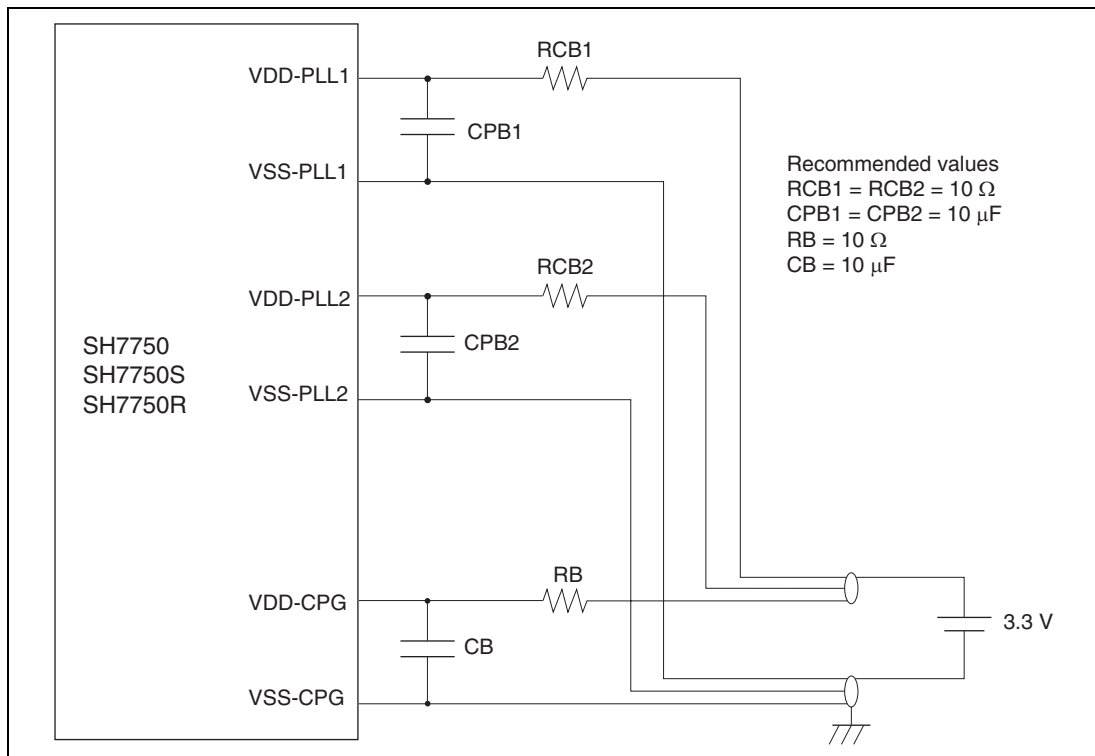 RCB1
VDD-PLL1
CPB1
VSS-PLL1
Recommended values
RCB1 = RCB2 = 10 Ω
CPB1 = CPB2 = 10 μF
RB = 10 Ω
CB = 10 μF
RCB2
VDD-PLL2
CPB2
SH7750
SH7750S
SH7750R
VSS-PLL2
RB
VDD-CPG
3.3 V
CB
VSS-CPG